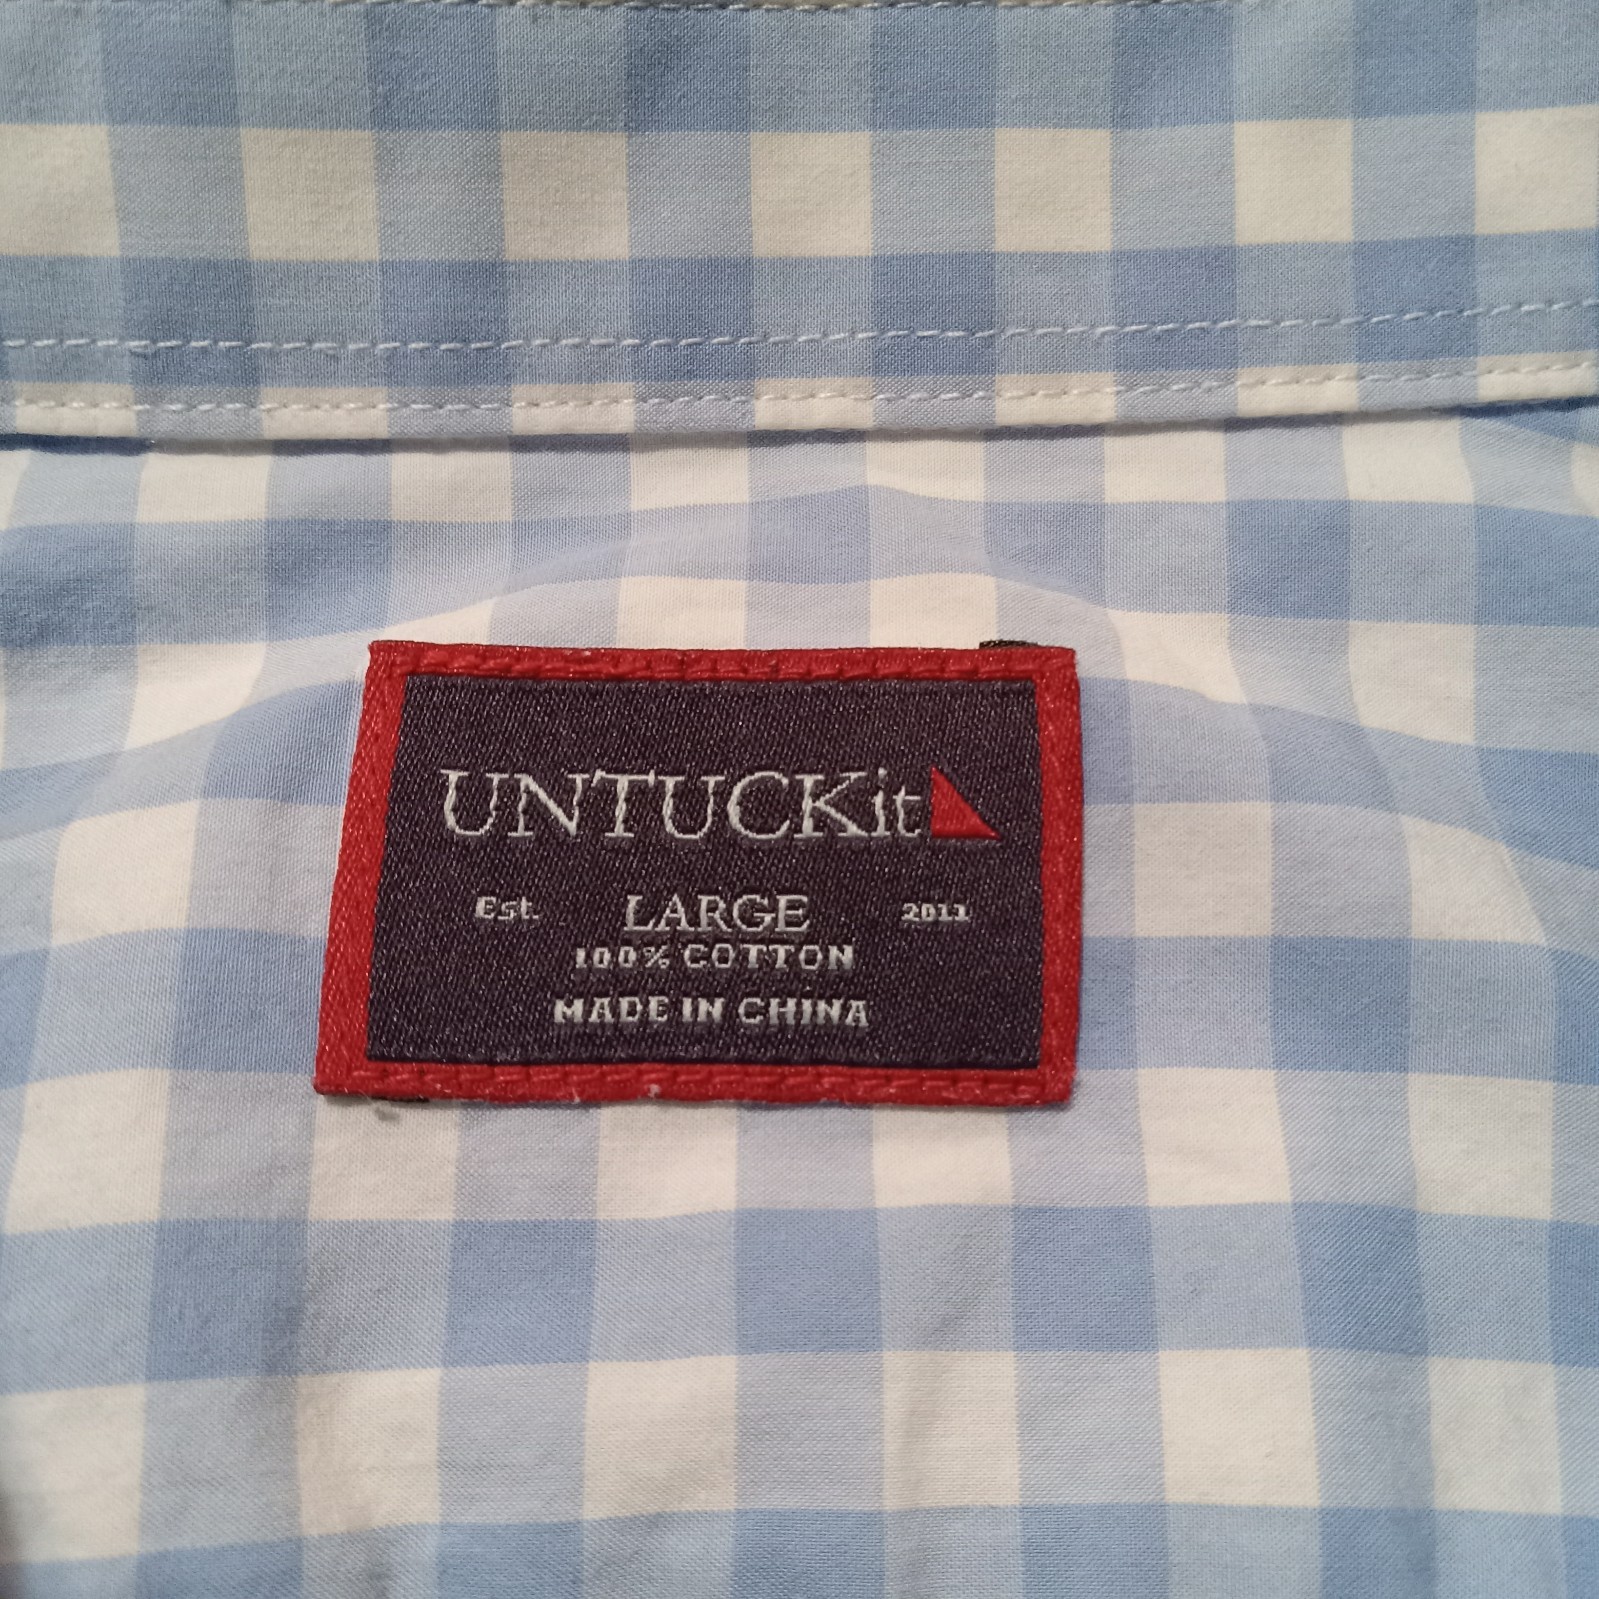 UNTUCKit
Est. LARGE 2011
100% COTTON
MADE IN CHINA